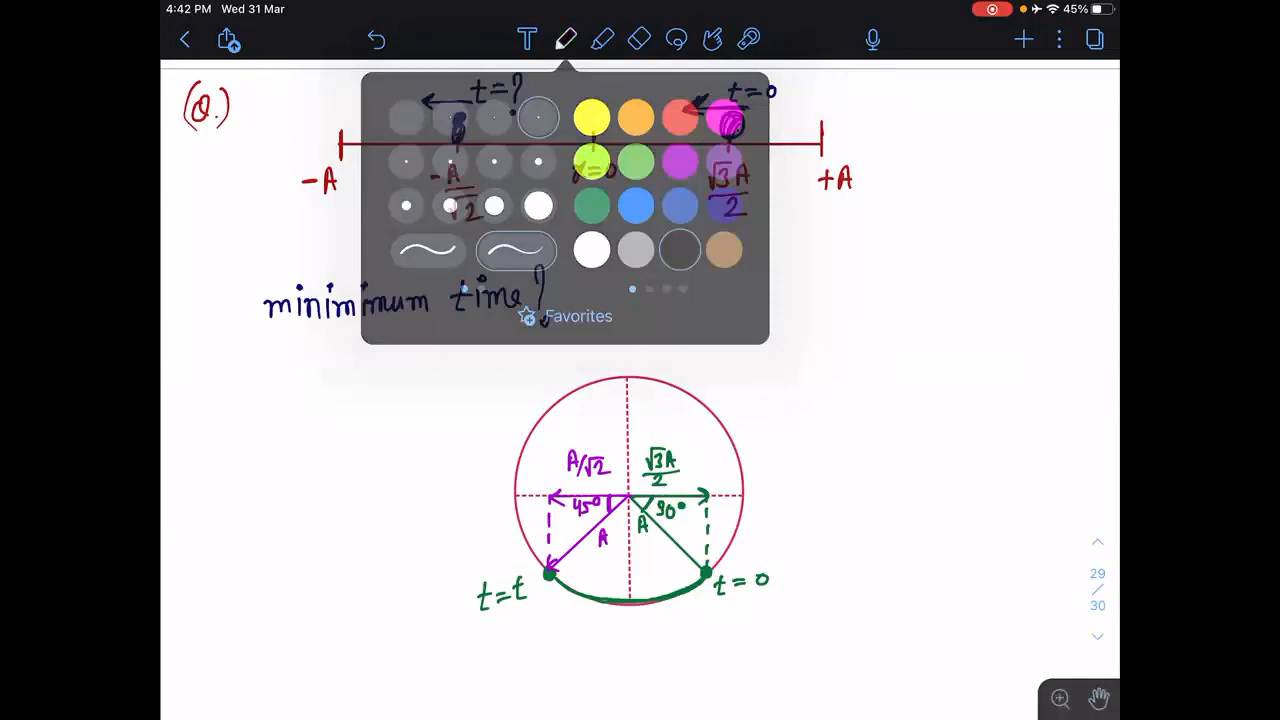 4:42 PM Wed 31 Mar 45%
T
(Q.)
t=? t=0
-A -A/√2 x=0 √3A/2 +A
minimimum time?
Favorites
A/√2 √3A/2
45° 30°
A A
t=t t=0
29
/
30